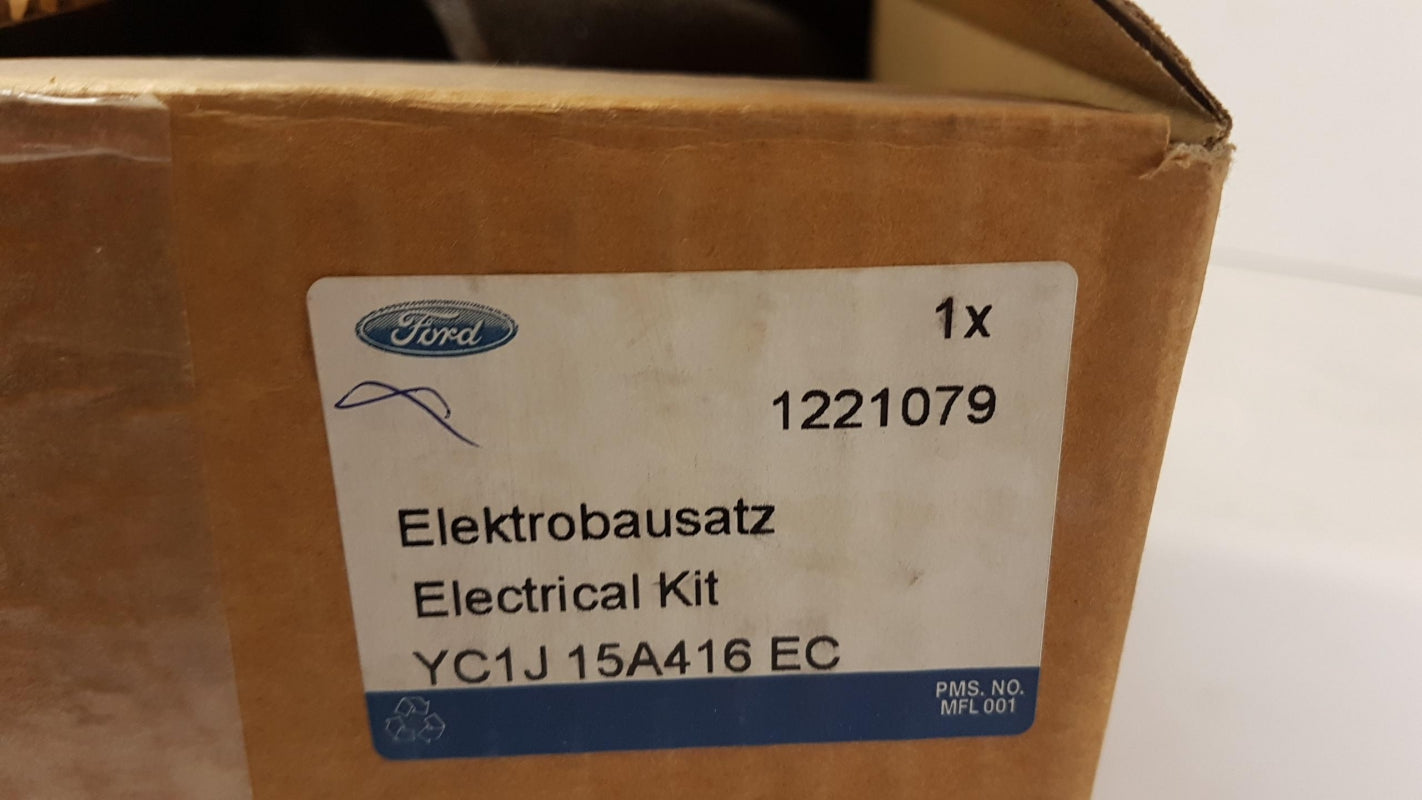 Ford
1x
1221079
Elektrobausatz
Electrical Kit
YC1J 15A416 EC
PMS. NO.
MFL 001